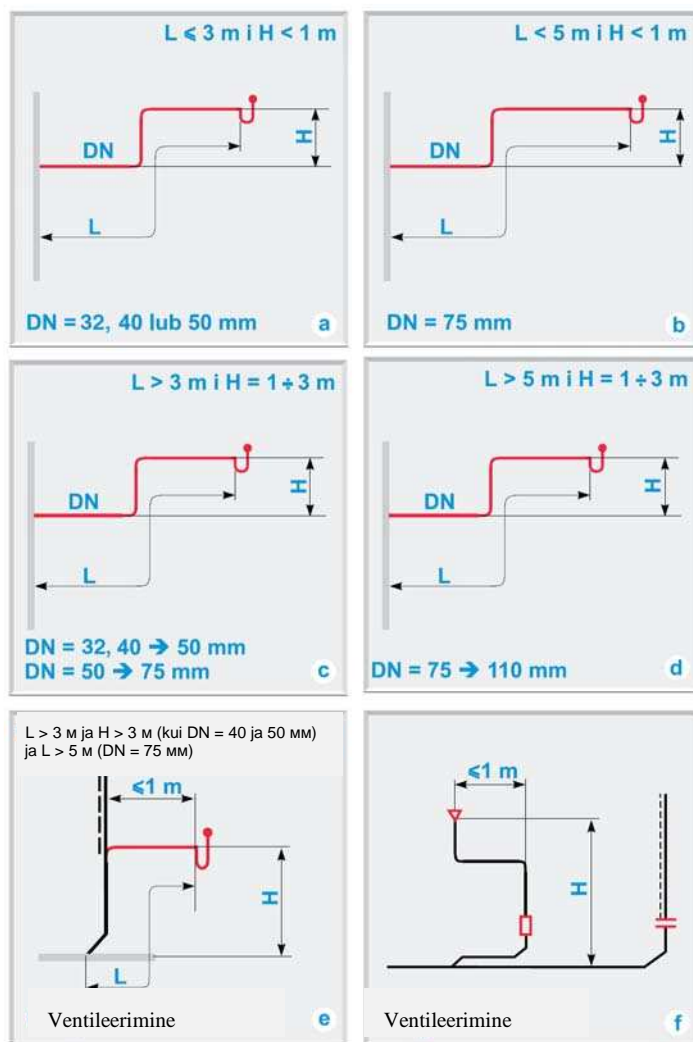 L ⩽ 3 m i H < 1 m
DN
H
L
DN = 32, 40 lub 50 mm
a
L < 5 m i H < 1 m
DN
H
L
DN = 75 mm
b
L > 3 m i H = 1÷3 m
DN
H
L
DN = 32, 40 ➔ 50 mm
DN = 50 ➔ 75 mm
c
L > 5 m i H = 1÷3 m
DN
H
L
DN = 75 ➔ 110 mm
d
L > 3 м ja H > 3 м (kui DN = 40 ja 50 мм)
ja L > 5 м (DN = 75 мм)
⩽1 m
H
L
Ventileerimine
e
⩽1 m
H
Ventileerimine
f